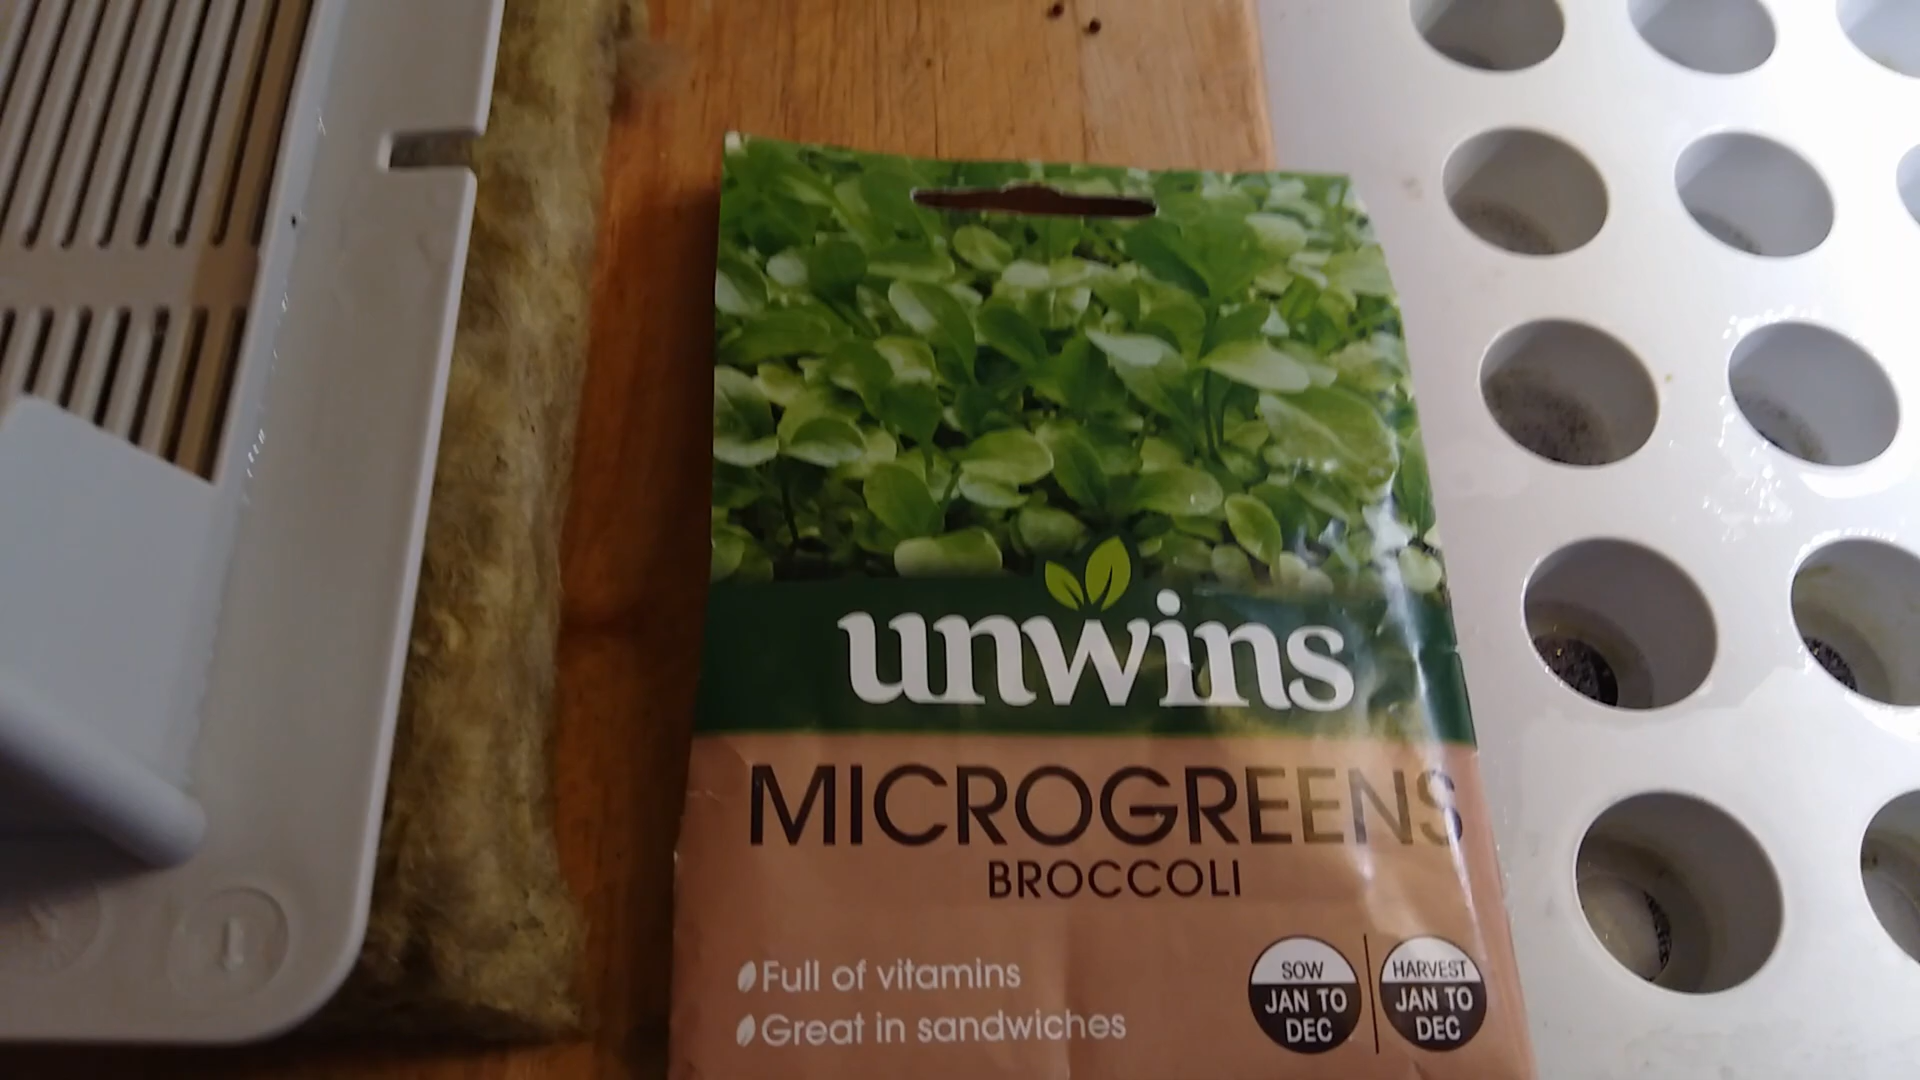 unwins
MICROGREENS
BROCCOLI
Full of vitamins
Great in sandwiches
SOW
JAN TO
DEC
HARVEST
JAN TO
DEC